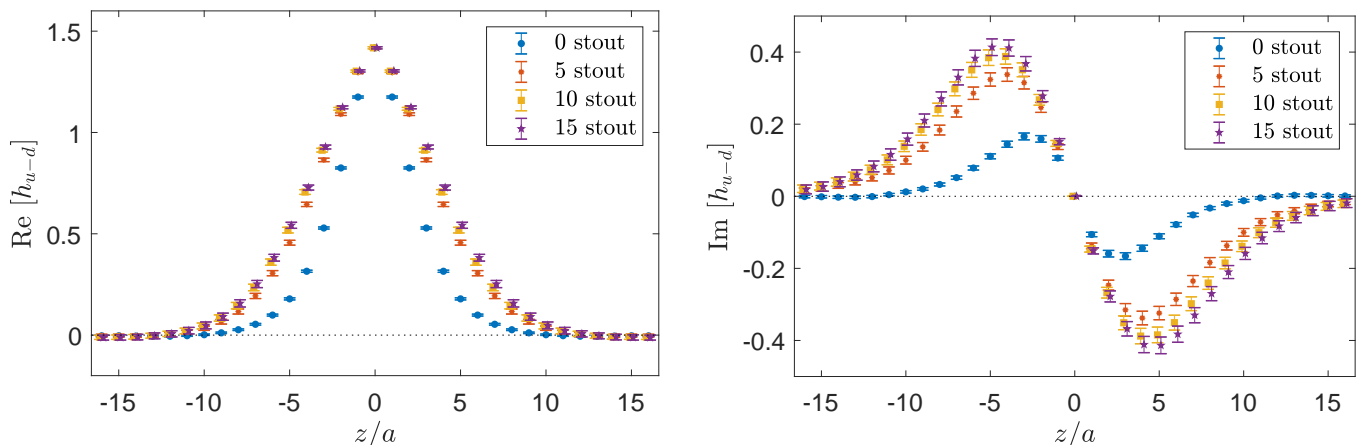 Re [h_{u-d}]
1.5
1
0.5
0
0 stout
5 stout
10 stout
15 stout
-15 -10 -5 0 5 10 15
z/a
Im [h_{u-d}]
0.4
0.2
0
-0.2
-0.4
0 stout
5 stout
10 stout
15 stout
-15 -10 -5 0 5 10 15
z/a